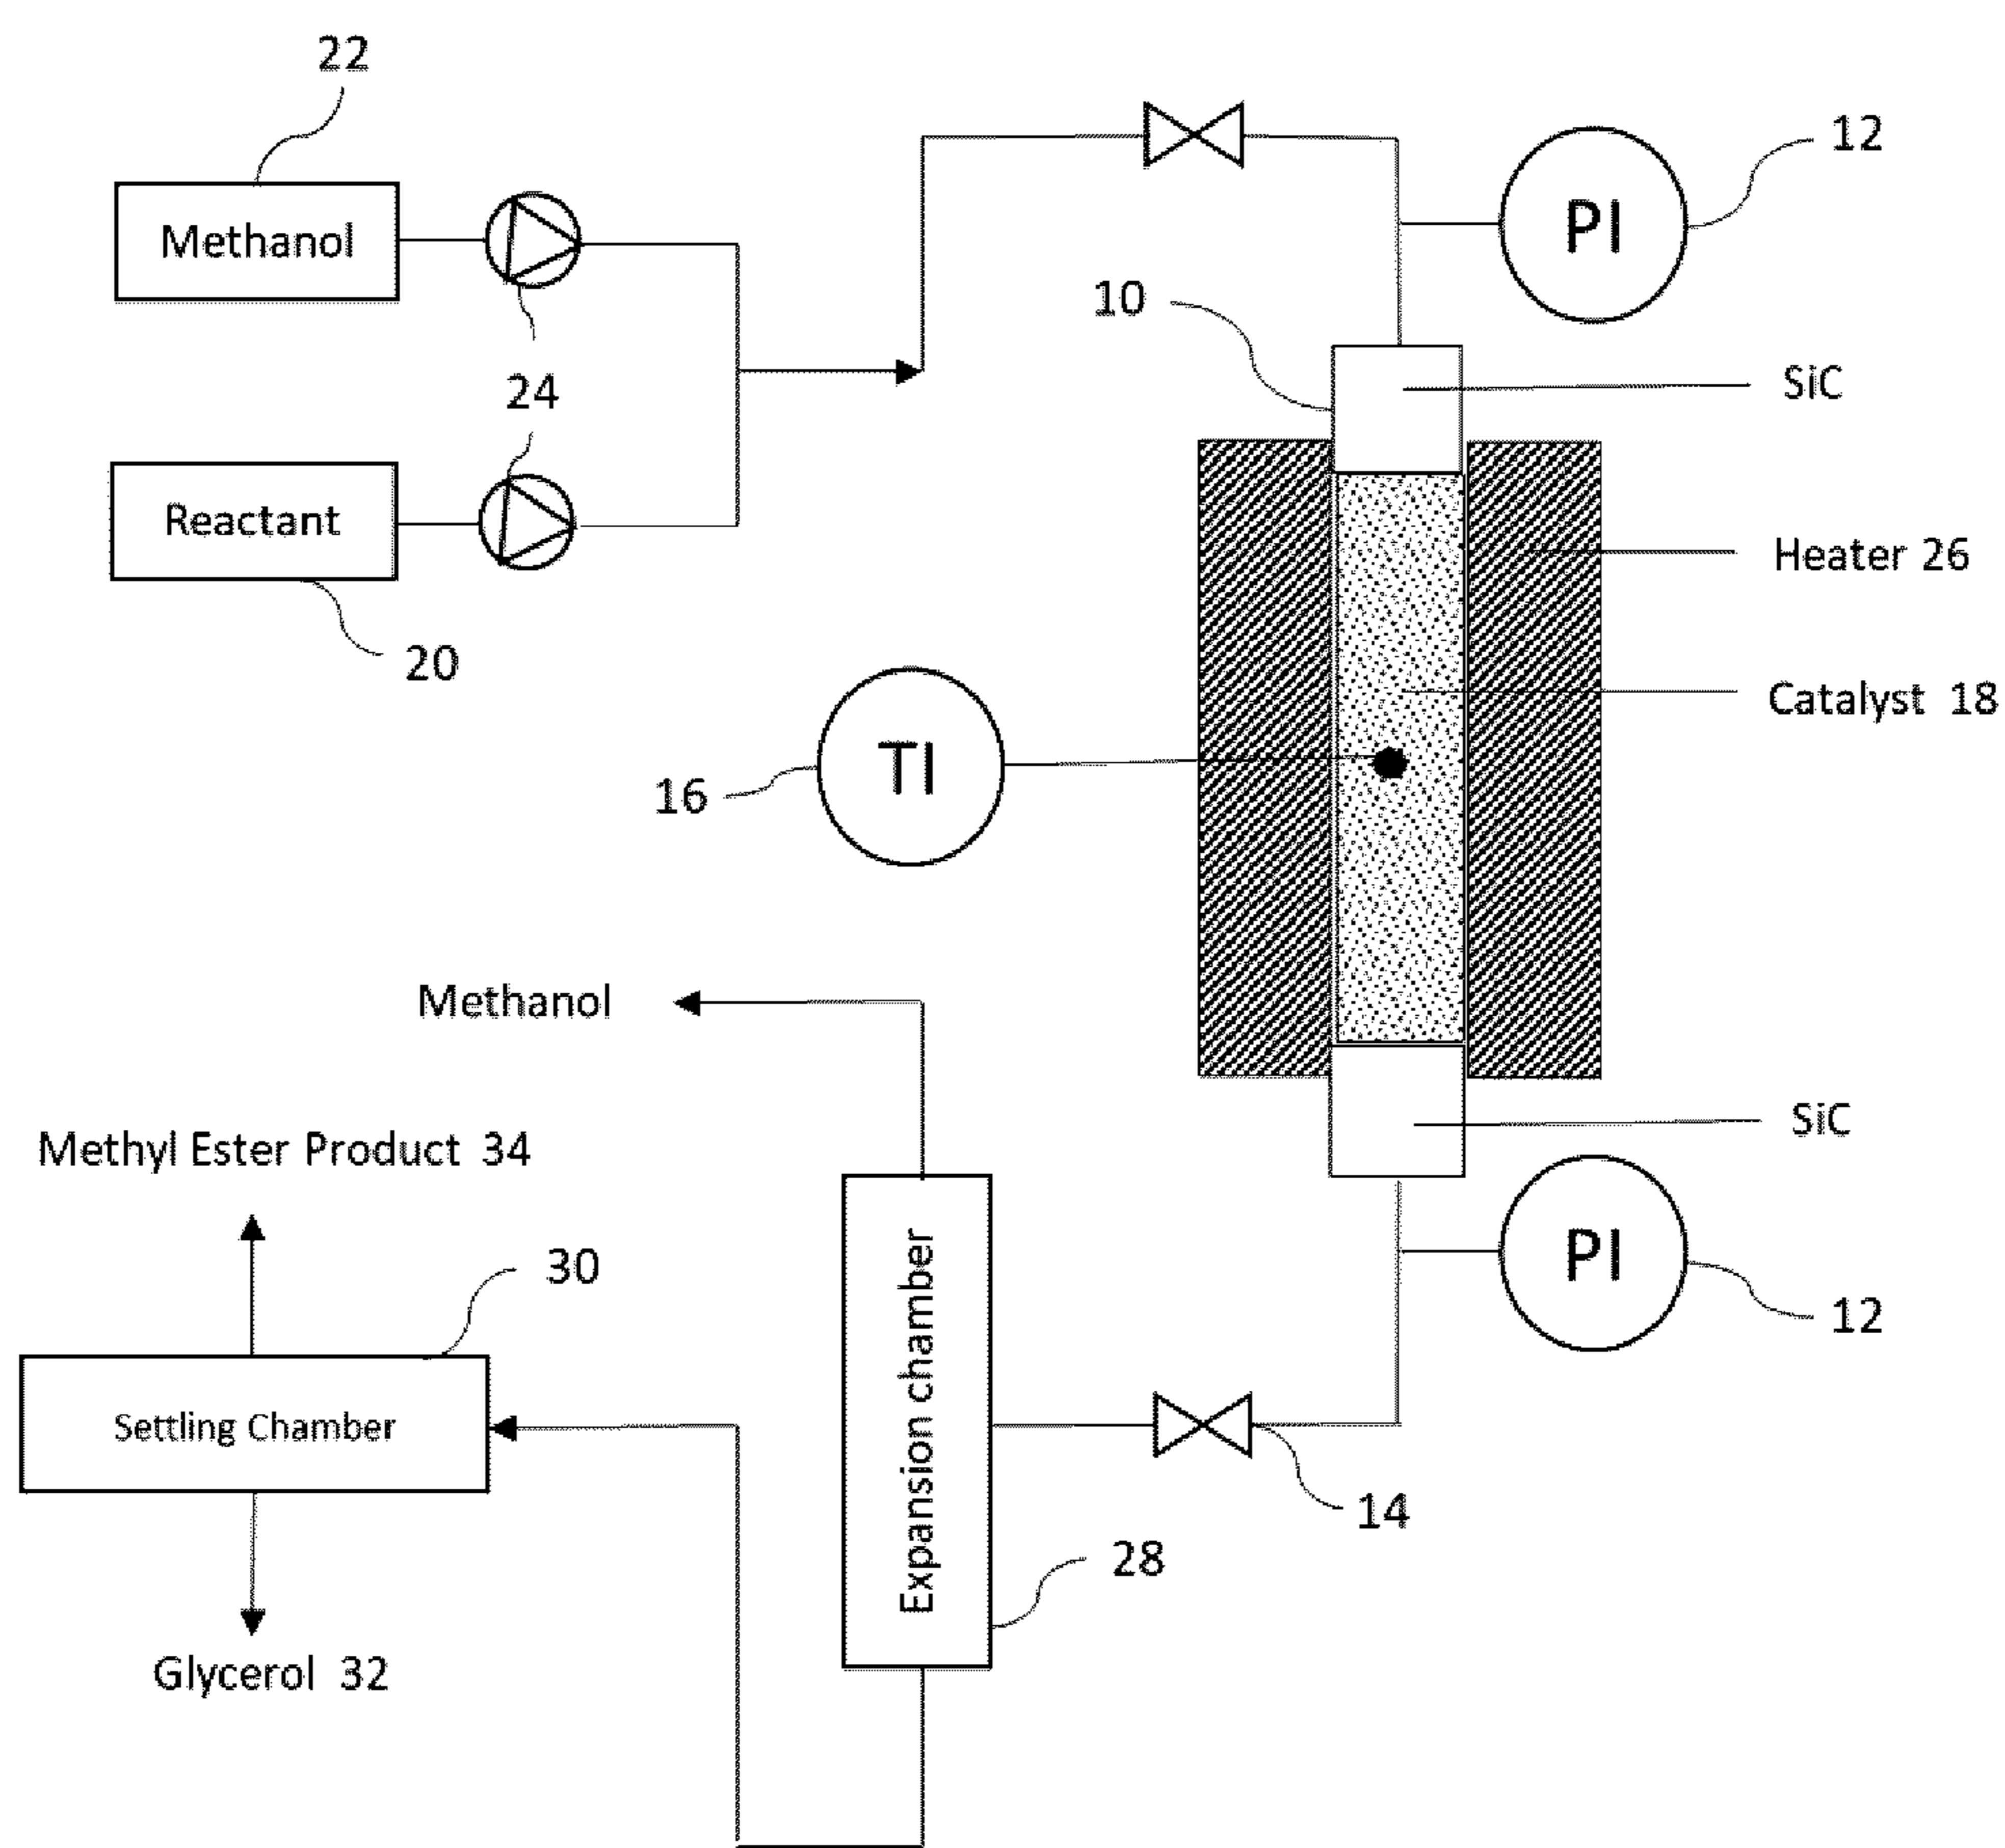 22
12
Methanol
PI
10
24
SiC
Reactant
Heater 26
20
Catalyst 18
TI
16
Methanol
SiC
Methyl Ester Product 34
30
PI
12
Expansion chamber
Settling Chamber
14
28
Glycerol 32